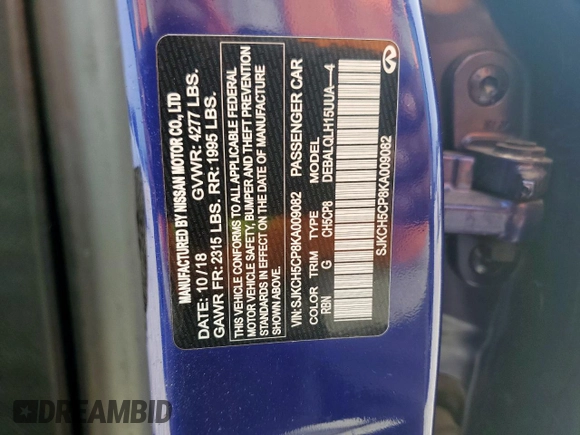 MANUFACTURED BY NISSAN MOTOR CO., LTD
DATE: 10/18 GVWR: 4277 LBS.
GAWR FR: 2315 LBS. RR: 1995 LBS.
THIS VEHICLE CONFORMS TO ALL APPLICABLE FEDERAL
MOTOR VEHICLE SAFETY, BUMPER AND THEFT PREVENTION
STANDARDS IN EFFECT ON THE DATE OF MANUFACTURE
SHOWN ABOVE.
VIN:SJKCH5CP8KA009082 PASSENGER CAR
COLOR TRIM TYPE MODEL
RBN G CH5CP8 DEBALQLH15UUA—4
SJKCH5CP8KA009082
DREAMBID